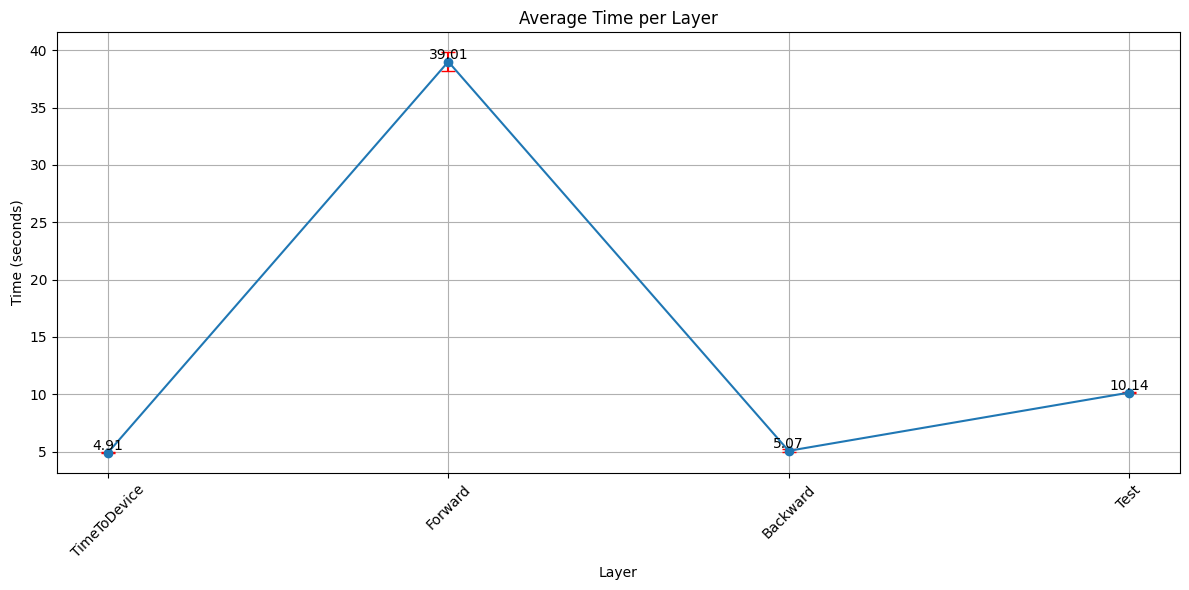 Average Time per Layer
Time (seconds)
40
35
30
25
20
15
10
5
39.01
10.14
5.07
4.91
TimeToDevice
Forward
Backward
Test
Layer